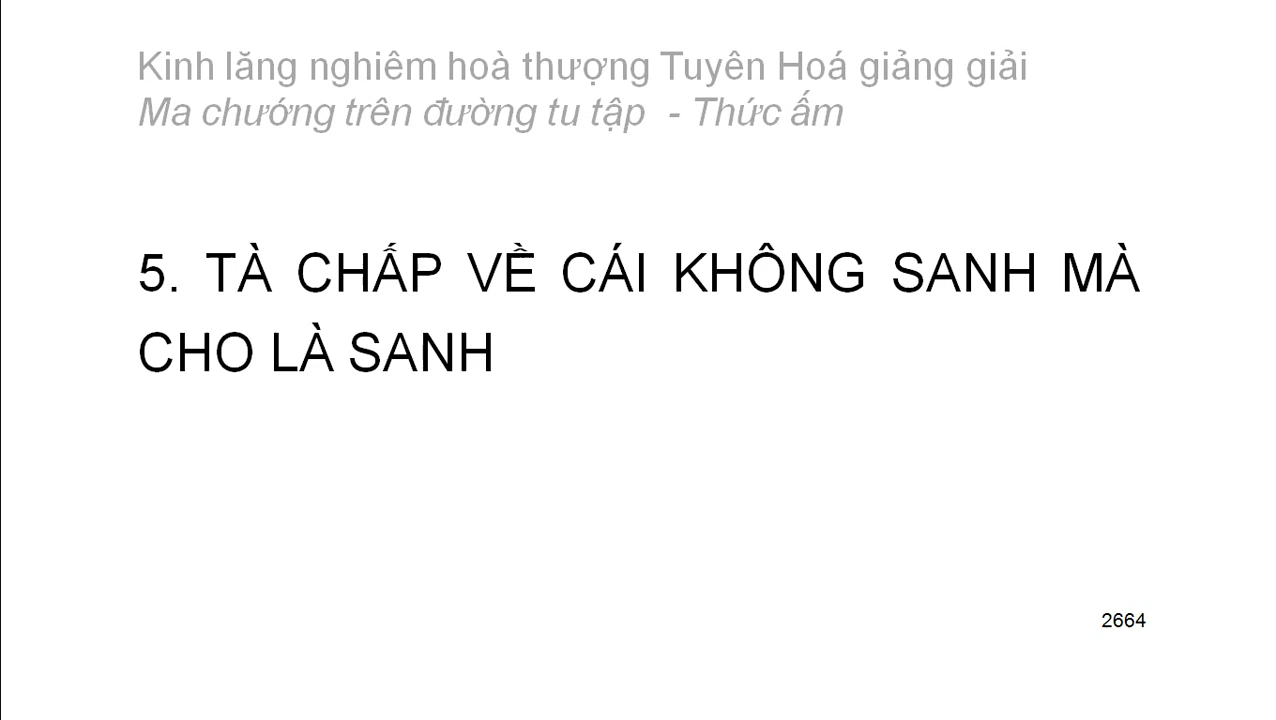 Kinh lăng nghiêm hoà thượng Tuyên Hoá giảng giải
Ma chướng trên đường tu tập - Thức ấm
5. TÀ CHẤP VỀ CÁI KHÔNG SANH MÀ
CHO LÀ SANH
2664